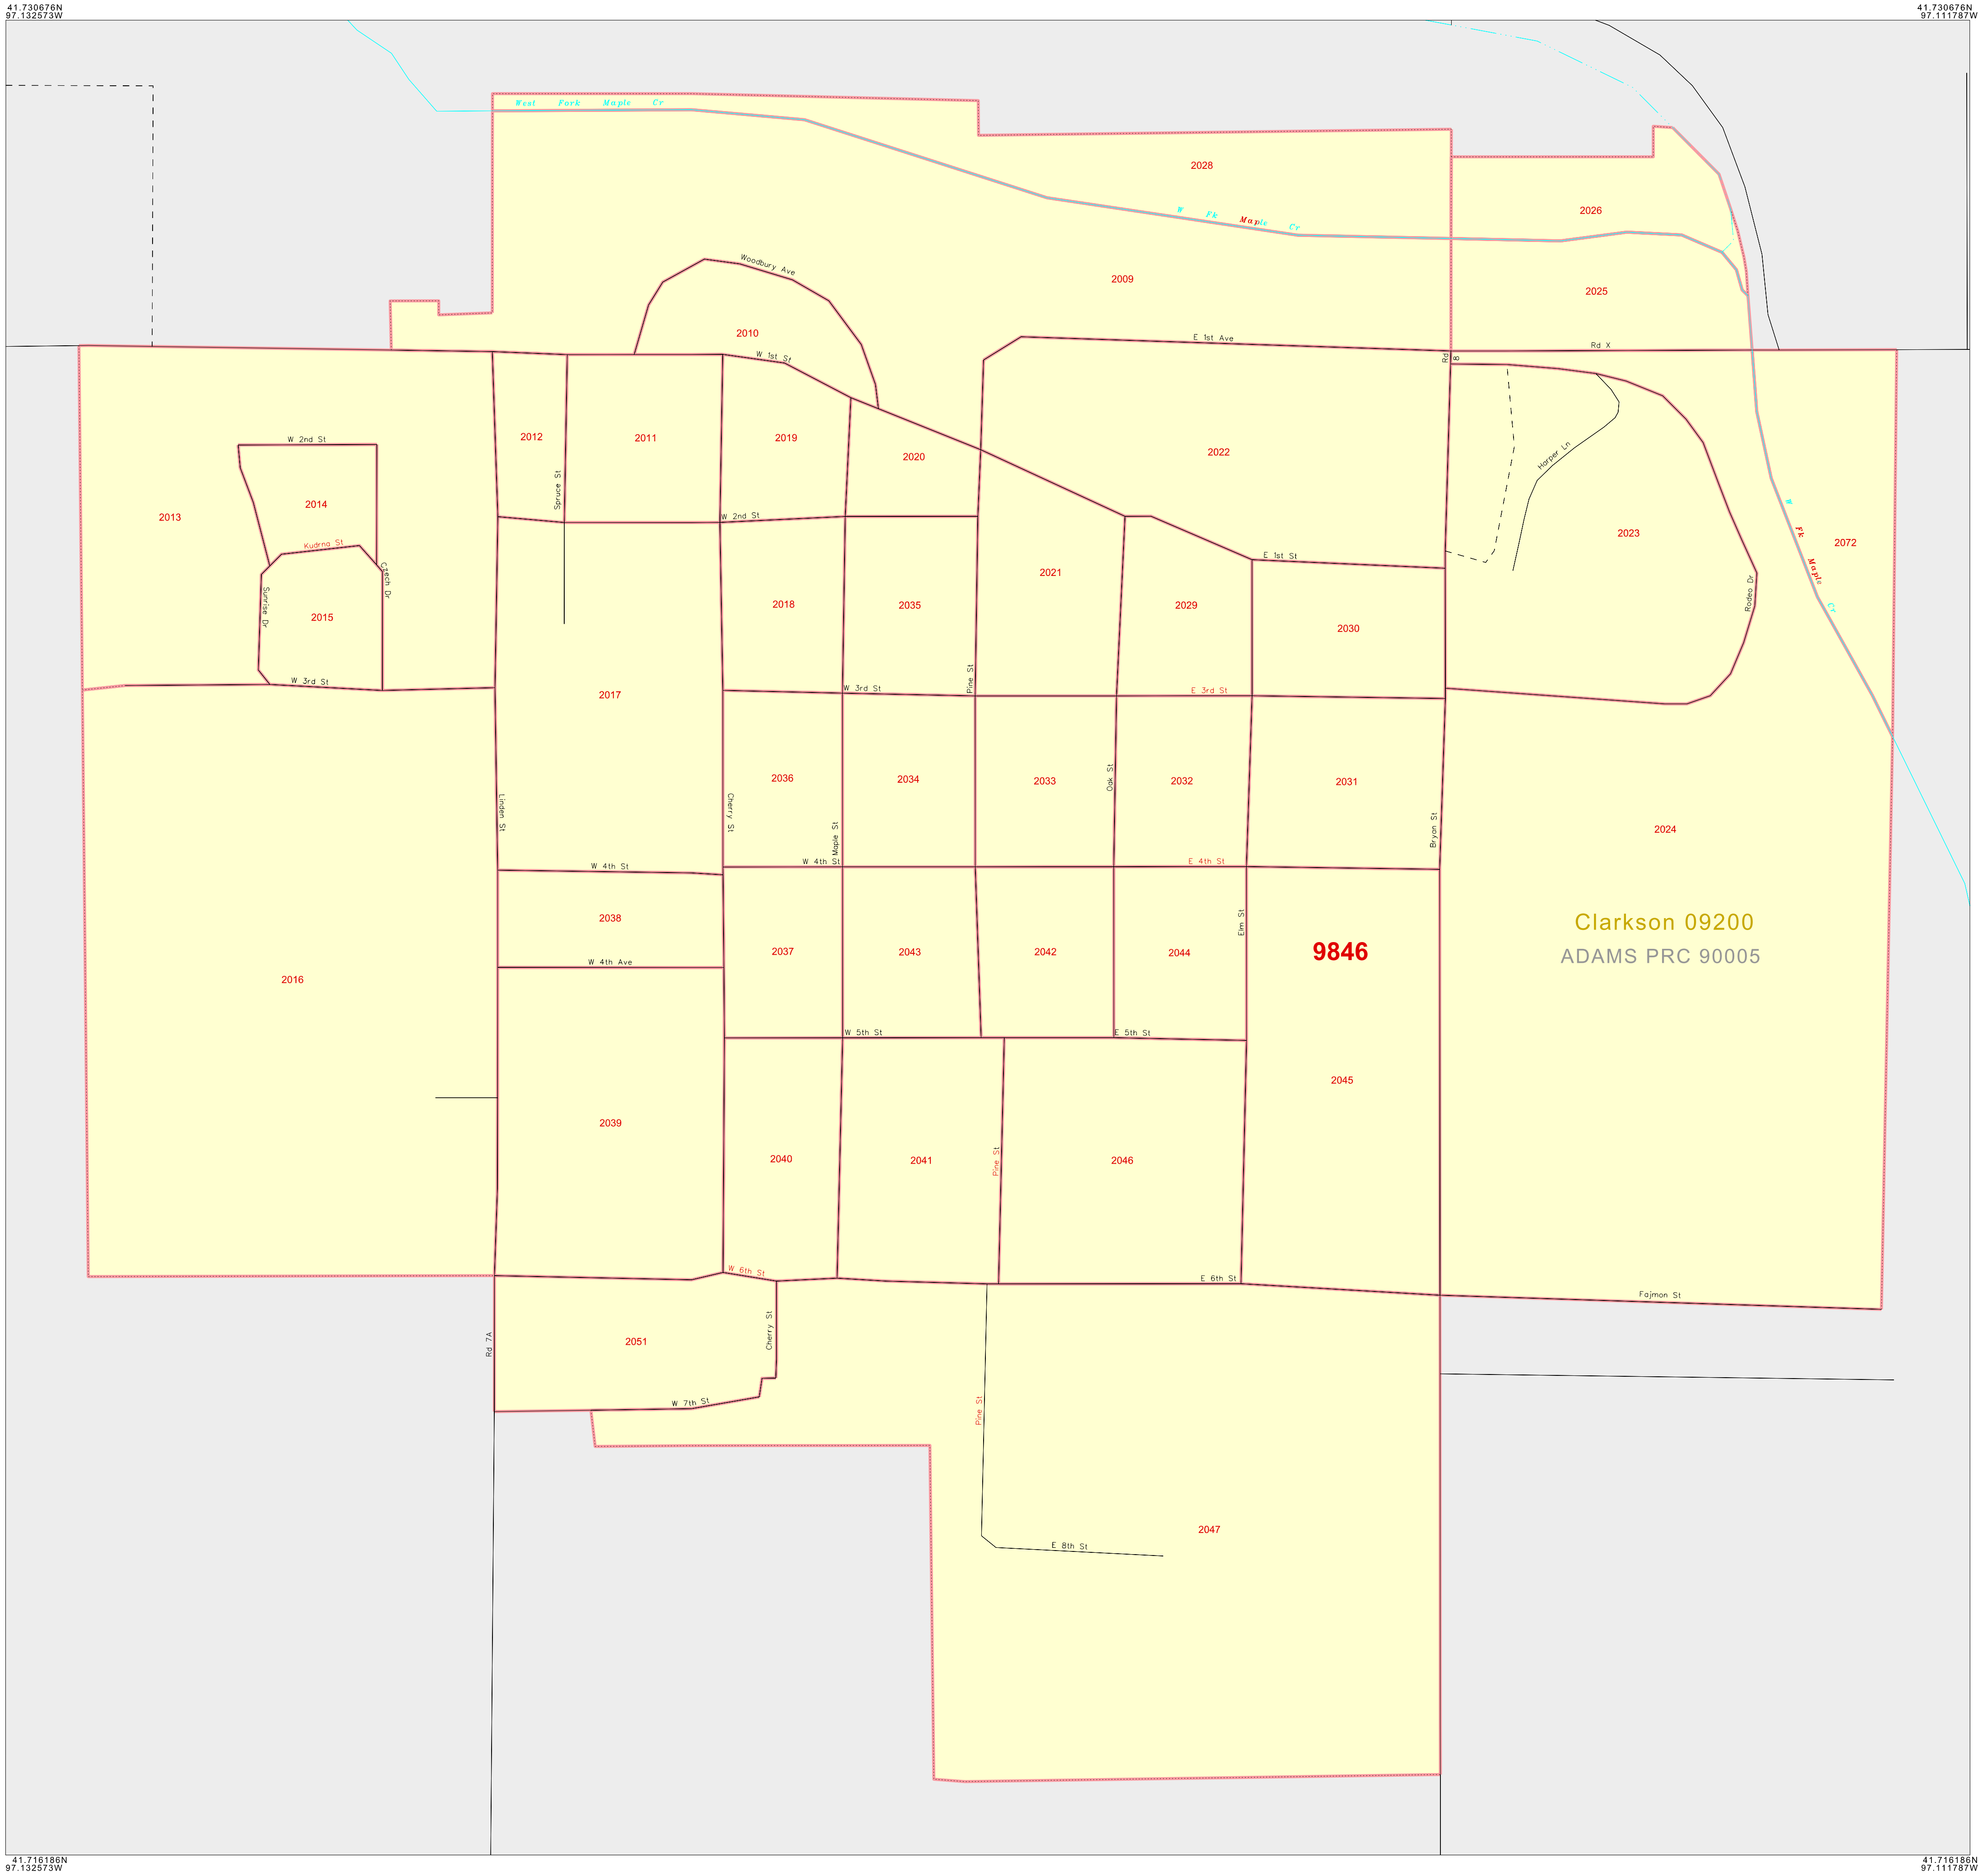 41.730676N
97.132573W
41.730676N
97.111787W
West Fork Maple Cr
2028
2026
W Fk Maple Cr
Woodbury Ave
2009
2025
2010
E 1st Ave
Rd X
W 1st St
Rd 8
2012
2011
2019
2020
2022
W 2nd St
Harper Ln
Spruce St
2014
2013
W 2nd St
2023
2072
W Fk Maple Cr
Kudrna St
E 1st St
2021
Czech Dr
Sunrise Dr
Rodeo Dr
2015
2018
2035
2029
2030
W 3rd St
Pine St
W 3rd St
E 3rd St
2017
2036
2034
2033
Oak St
2032
2031
Linden St
Cherry St
Maple St
Bryan St
2024
W 4th St
W 4th St
E 4th St
2038
Elm St
Clarkson 09200
2037
2043
2042
2044
9846
ADAMS PRC 90005
W 4th Ave
2016
W 5th St
E 5th St
2045
2039
2040
2041
Pine St
2046
W 6th St
E 6th St
Fajmon St
Rd 7A
2051
Cherry St
W 7th St
Pine St
2047
E 8th St
41.716186N
97.132573W
41.716186N
97.111787W